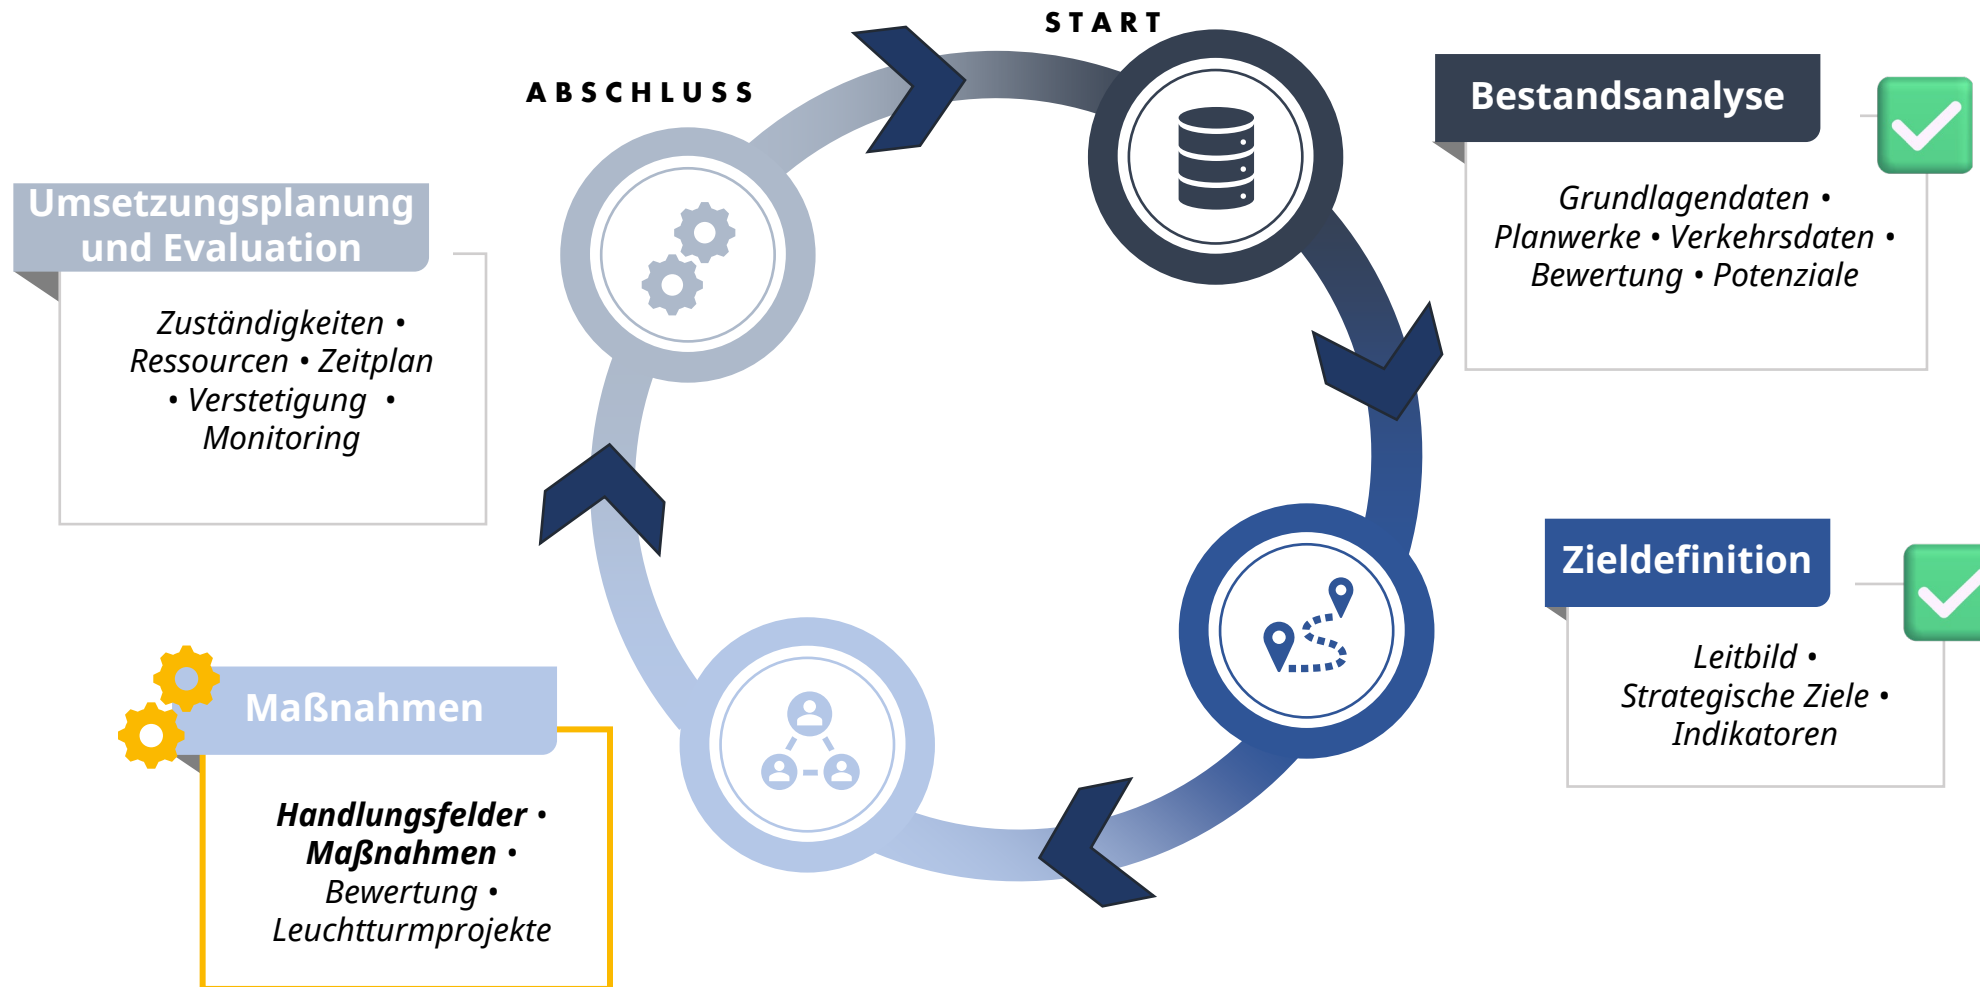 START
ABSCHLUSS
Bestandsanalyse
Grundlagendaten •
Planwerke • Verkehrsdaten •
Bewertung • Potenziale
Zieldefinition
Leitbild •
Strategische Ziele •
Indikatoren
Maßnahmen
Handlungsfelder •
Maßnahmen •
Bewertung •
Leuchtturmprojekte
Umsetzungsplanung
und Evaluation
Zuständigkeiten •
Ressourcen • Zeitplan
• Verstetigung •
Monitoring